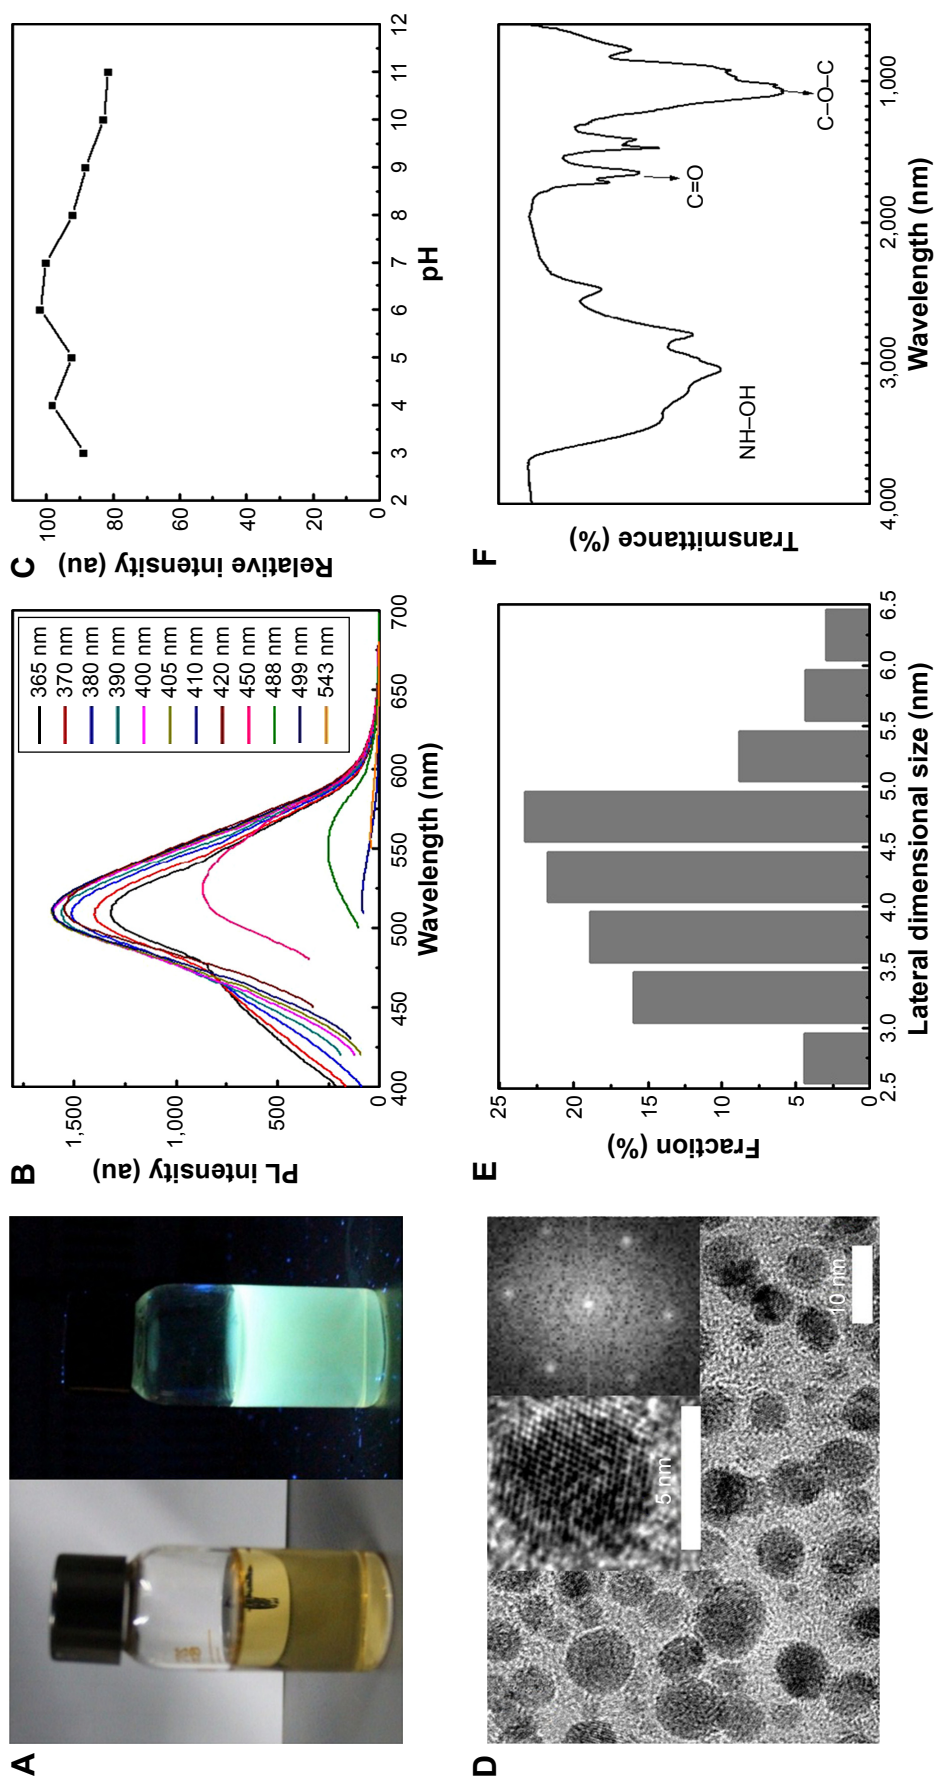 A
B
PL intensity (au)
1,500
1,000
500
0
400
450
500
550
600
650
700
Wavelength (nm)
365 nm
370 nm
380 nm
390 nm
400 nm
405 nm
410 nm
420 nm
450 nm
488 nm
499 nm
543 nm
C
Relative intensity (au)
100
80
60
40
20
0
2
3
4
5
6
7
8
9
10
11
12
pH
D
5 nm
10 nm
E
Fraction (%)
25
20
15
10
5
0
2.5
3.0
3.5
4.0
4.5
5.0
5.5
6.0
6.5
Lateral dimensional size (nm)
F
Transmittance (%)
NH–OH
C=O
C–O–C
4,000
3,000
2,000
1,000
Wavelength (nm)